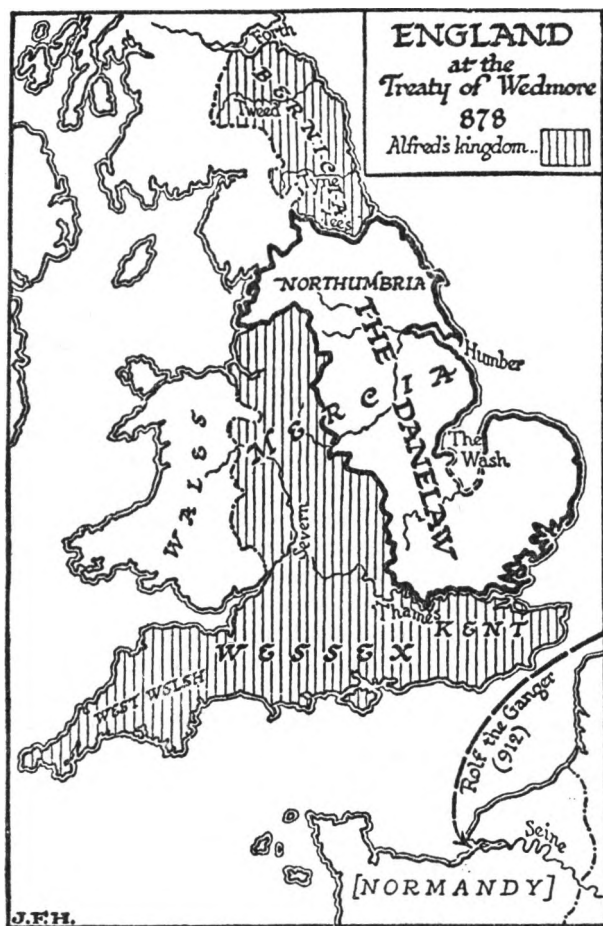 ENGLAND
at the
Treaty of Wedmore
878
Alfred's kingdom..
Forth
BERNICIA
Tweed
Tees
NORTHUMBRIA
THE DANELAW
Humber
MERCIA
The
Wash
WALES
Severn
Thames
KENT
WESSEX
WEST WELSH
Rolf the Ganger
(912)
Seine
[NORMANDY]
J.F.H.